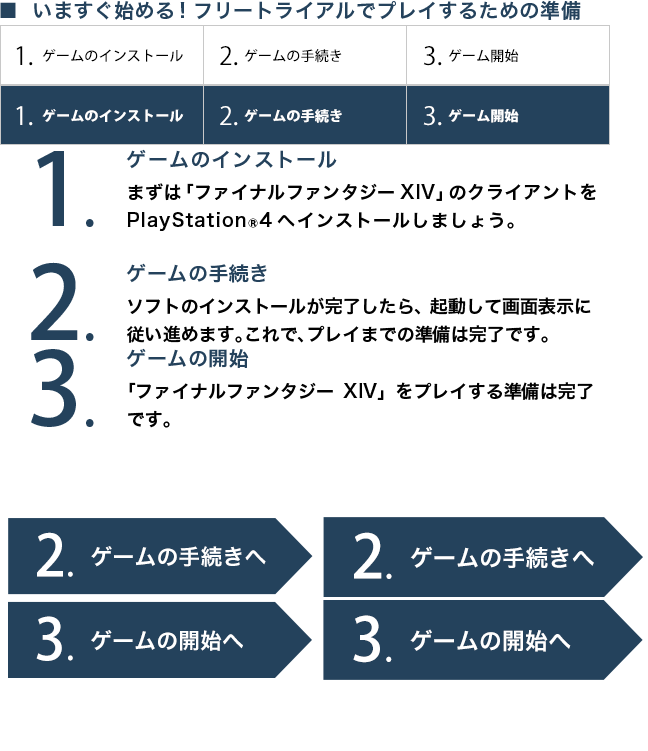 ■ いますぐ始める！フリートライアルでプレイするための準備
1. ゲームのインストール 2. ゲームの手続き 3. ゲーム開始
1. ゲームのインストール 2. ゲームの手続き 3. ゲーム開始
1. ゲームのインストール
まずは「ファイナルファンタジーXIV」のクライアントを
PlayStation®4へインストールしましょう。
2. ゲームの手続き
ソフトのインストールが完了したら、起動して画面表示に
従い進めます。これで、プレイまでの準備は完了です。
3. ゲームの開始
「ファイナルファンタジー XIV」をプレイする準備は完了
です。
2. ゲームの手続きへ 2. ゲームの手続きへ
3. ゲームの開始へ 3. ゲームの開始へ